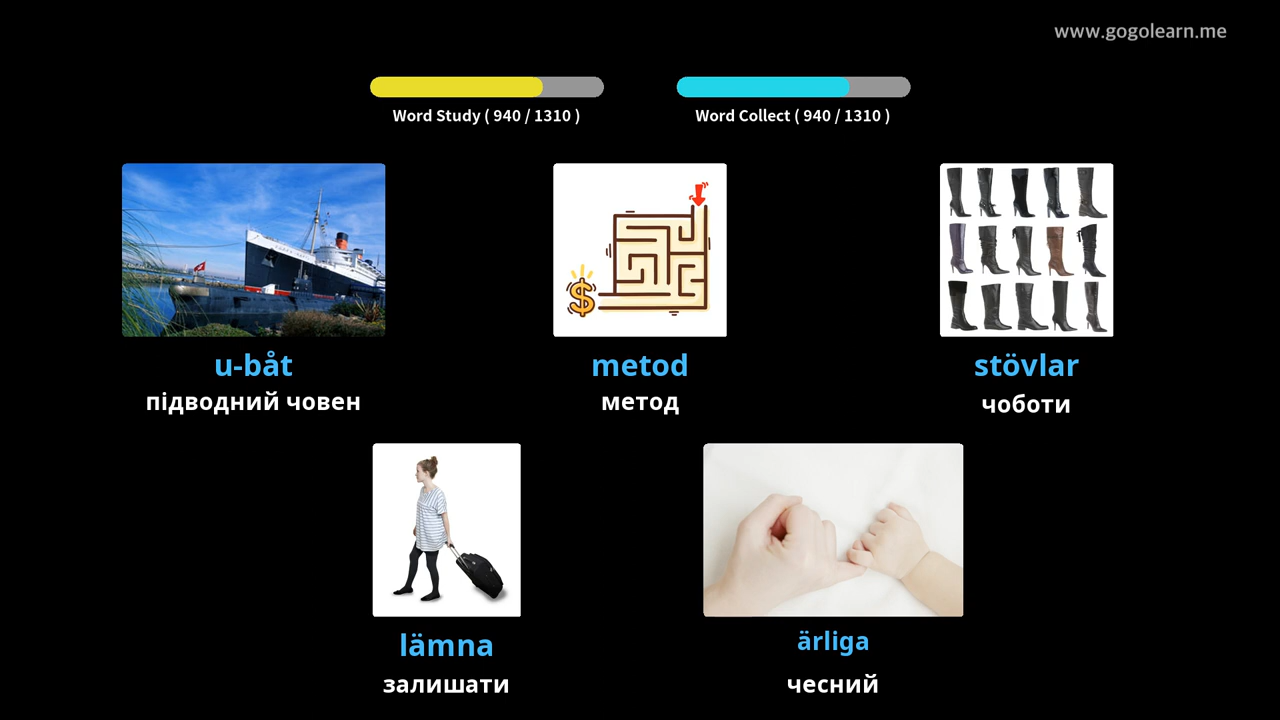 www.gogolearn.me
Word Study ( 940 / 1310 )
Word Collect ( 940 / 1310 )
u-båt
підводний човен
metod
метод
stövlar
чоботи
lämna
залишати
ärliga
чесний